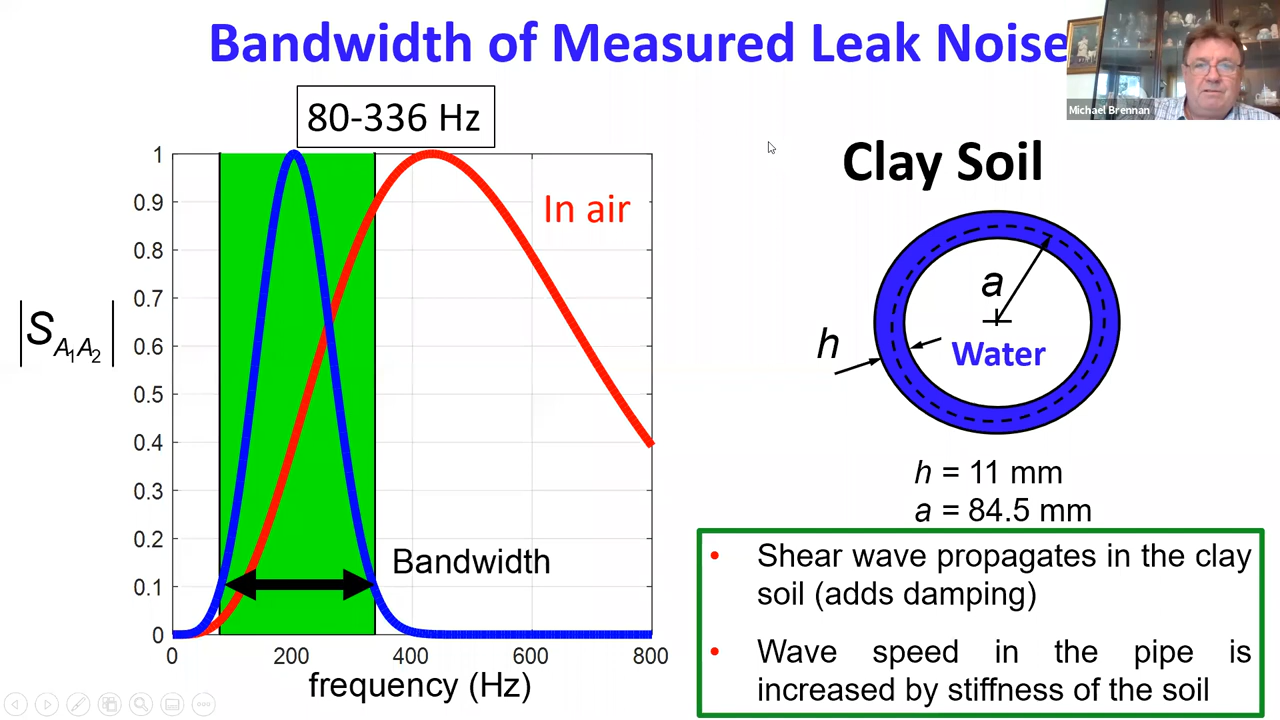 Bandwidth of Measured Leak Noise
Michael Brennan
80-336 Hz
Clay Soil
In air
|S_{A_1A_2}|
1
0.9
0.8
0.7
0.6
0.5
0.4
0.3
0.2
0.1
0
Bandwidth
0 200 400 600 800
frequency (Hz)
a
h
Water
h = 11 mm
a = 84.5 mm
• Shear wave propagates in the clay
soil (adds damping)
• Wave speed in the pipe is
increased by stiffness of the soil